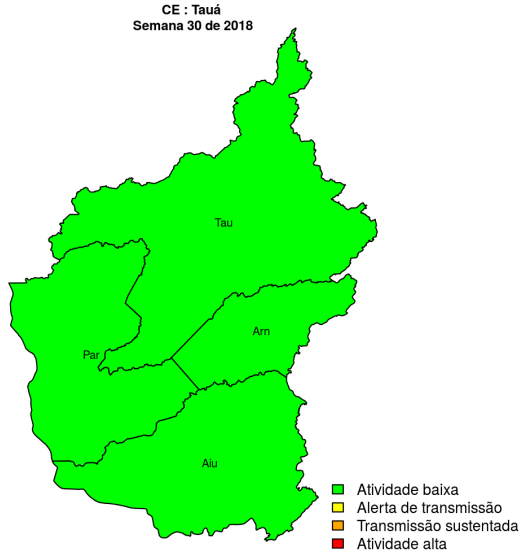 CE : Tauá
Semana 30 de 2018
Tau
Arn
Par
Aiu
Atividade baixa
Alerta de transmissão
Transmissão sustentada
Atividade alta